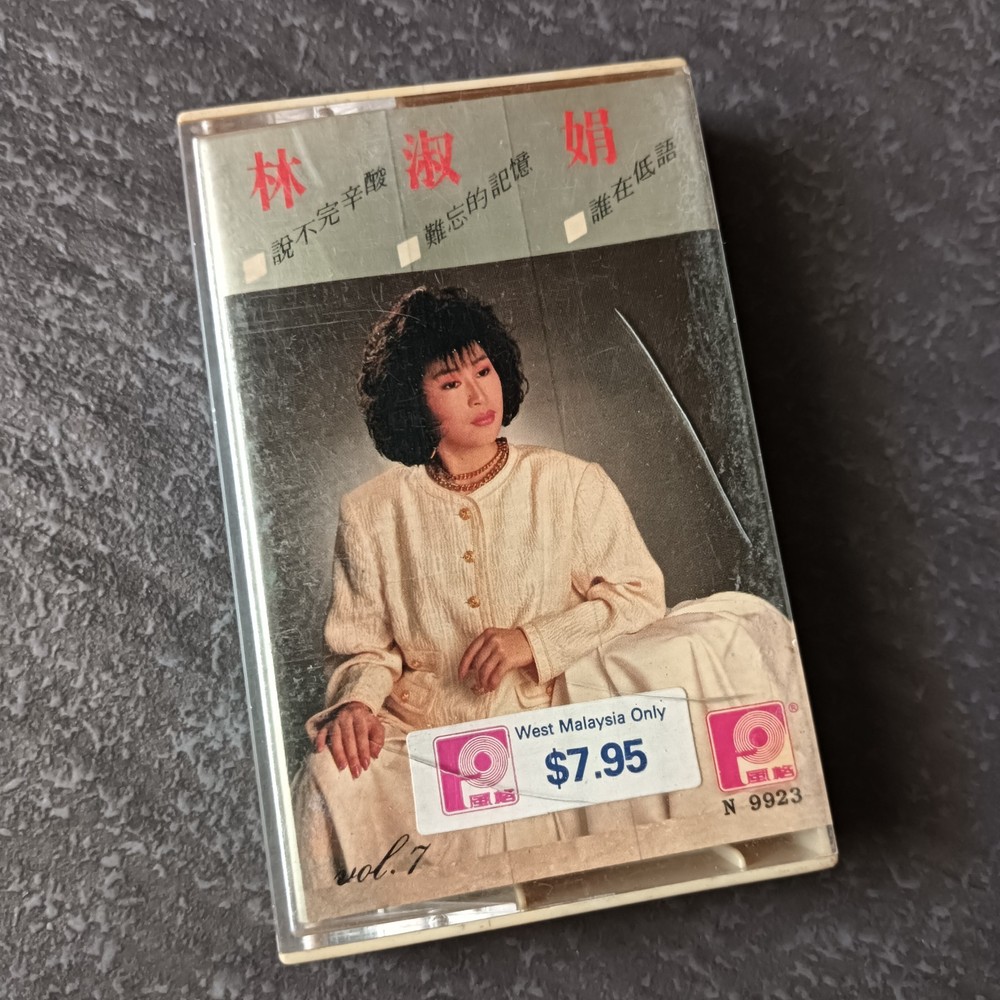 林淑娟
說不完辛酸
難忘的記憶
誰在低語
West Malaysia Only
$7.95
風格
風格
®
N 9923
vol. 7